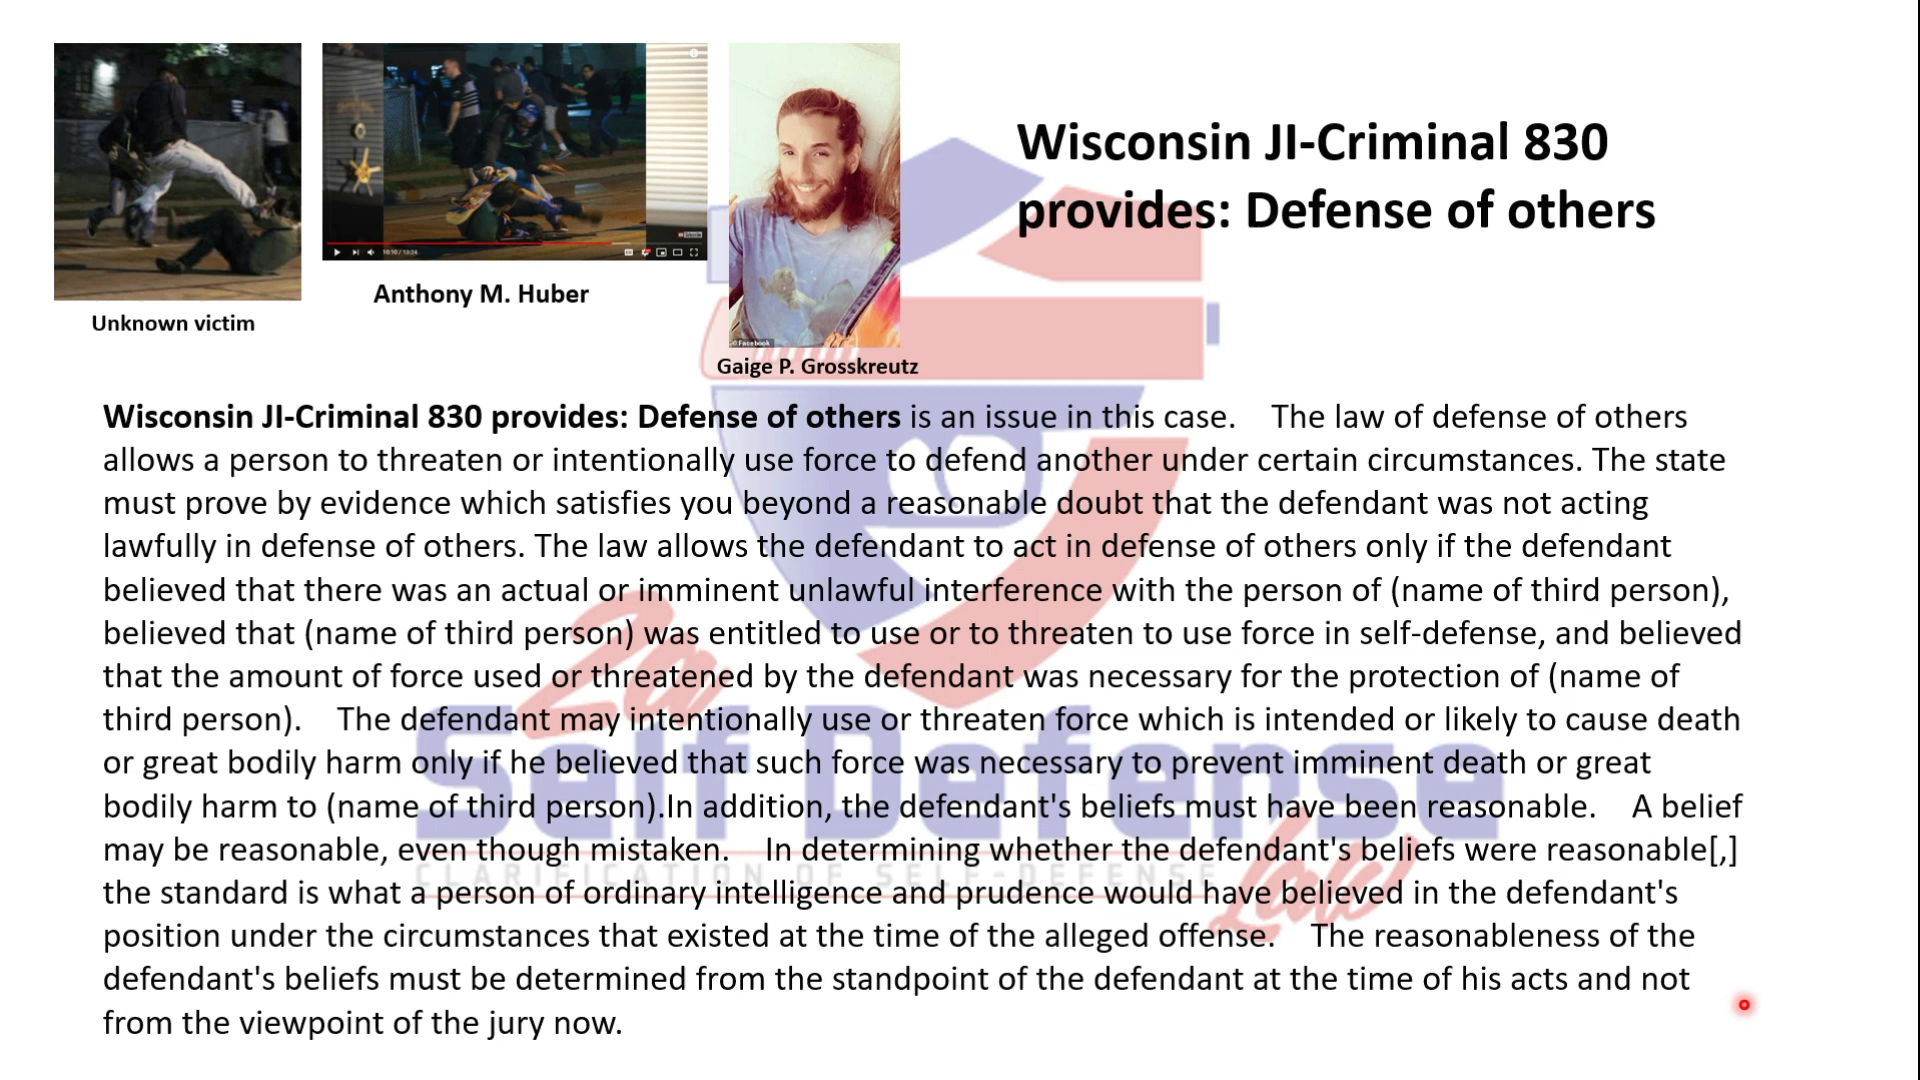 Wisconsin JI-Criminal 830
provides: Defense of others
10:10 / 13:24
Anthony M. Huber
Unknown victim
© Facebook
Gaige P. Grosskreutz
Wisconsin JI-Criminal 830 provides: Defense of others is an issue in this case. The law of defense of others
allows a person to threaten or intentionally use force to defend another under certain circumstances. The state
must prove by evidence which satisfies you beyond a reasonable doubt that the defendant was not acting
lawfully in defense of others. The law allows the defendant to act in defense of others only if the defendant
believed that there was an actual or imminent unlawful interference with the person of (name of third person),
believed that (name of third person) was entitled to use or to threaten to use force in self-defense, and believed
that the amount of force used or threatened by the defendant was necessary for the protection of (name of
third person). The defendant may intentionally use or threaten force which is intended or likely to cause death
or great bodily harm only if he believed that such force was necessary to prevent imminent death or great
bodily harm to (name of third person).In addition, the defendant's beliefs must have been reasonable. A belief
may be reasonable, even though mistaken. In determining whether the defendant's beliefs were reasonable[,]
the standard is what a person of ordinary intelligence and prudence would have believed in the defendant's
position under the circumstances that existed at the time of the alleged offense. The reasonableness of the
defendant's beliefs must be determined from the standpoint of the defendant at the time of his acts and not
from the viewpoint of the jury now.
2a
Self Defense
CLARIFICATION OF SELF-DEFENSE
Law